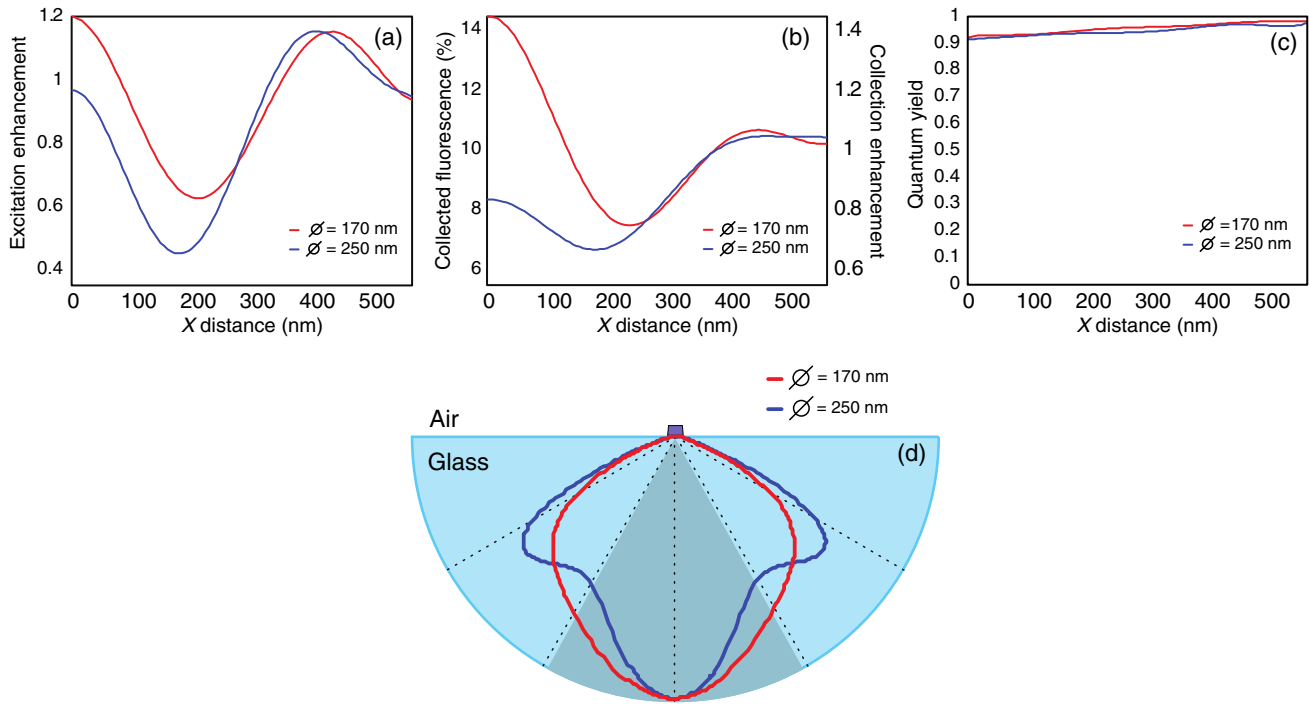 (a)
1.2
1
0.8
0.6
0.4
Excitation enhancement
0 100 200 300 400 500
X distance (nm)
∅ = 170 nm
∅ = 250 nm
(b)
14
12
10
8
6
Collected fluorescence (%)
1.4
1.2
1
0.8
0.6
Collection enhancement
0 100 200 300 400 500
X distance (nm)
∅ = 170 nm
∅ = 250 nm
(c)
1
0.9
0.8
0.7
0.6
0.5
0.4
0.3
0.2
0.1
0
Quantum yield
0 100 200 300 400 500
X distance (nm)
∅ =170 nm
∅ = 250 nm
∅ = 170 nm
∅ = 250 nm
Air
Glass
(d)